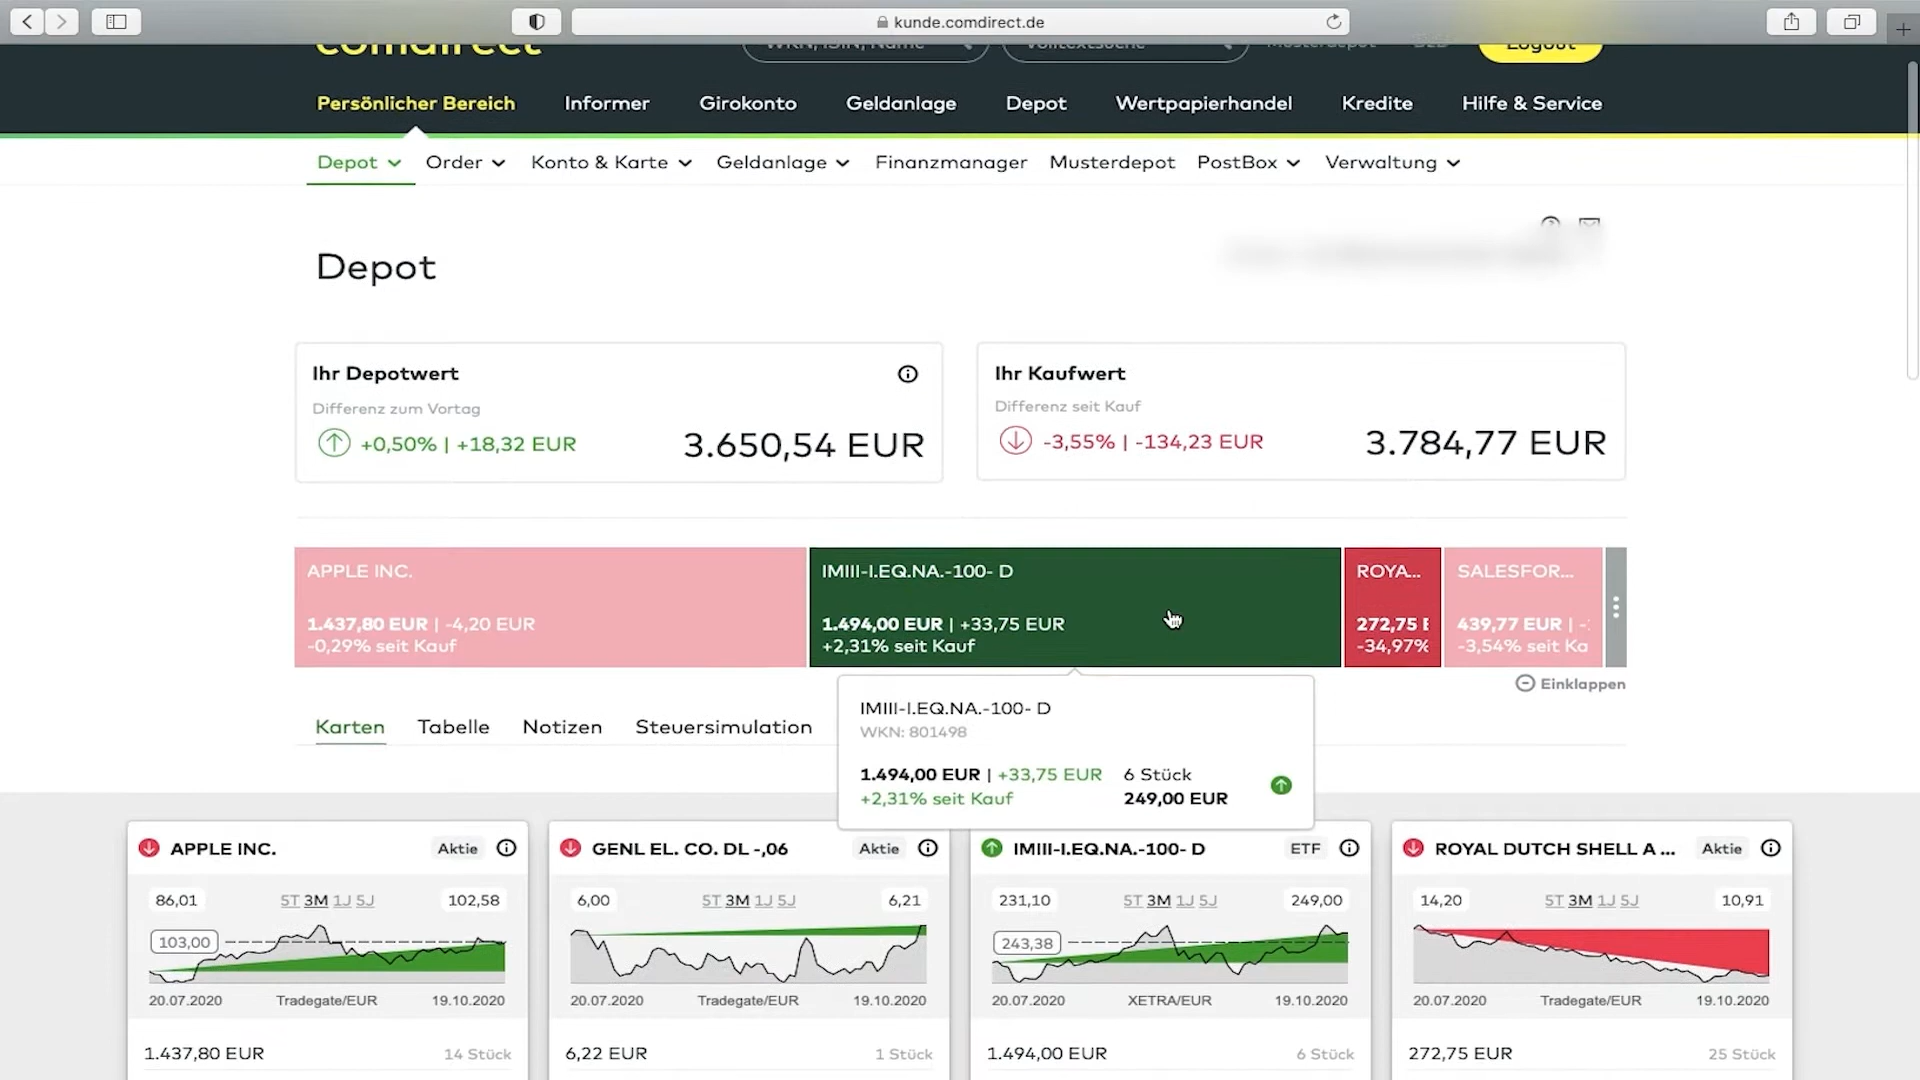 kunde.comdirect.de
comdirect
WKN, ISIN, Name
Volltextsuche
Musterdepot
B2B
Logout
Persönlicher Bereich
Informer
Girokonto
Geldanlage
Depot
Wertpapierhandel
Kredite
Hilfe & Service
Depot
Order
Konto & Karte
Geldanlage
Finanzmanager
Musterdepot
PostBox
Verwaltung
Depot
Ihr Depotwert
Differenz zum Vortag
+0,50% | +18,32 EUR
3.650,54 EUR
Ihr Kaufwert
Differenz seit Kauf
-3,55% | -134,23 EUR
3.784,77 EUR
APPLE INC.
1.437,80 EUR | -4,20 EUR
-0,29% seit Kauf
IMIII-I.EQ.NA.-100- D
1.494,00 EUR | +33,75 EUR
+2,31% seit Kauf
ROYA...
272,75 E
-34,97%
SALESFOR...
439,77 EUR | -
-3,54% seit Ka
Einklappen
Karten
Tabelle
Notizen
Steuersimulation
IMIII-I.EQ.NA.-100- D
WKN: 801498
1.494,00 EUR | +33,75 EUR
+2,31% seit Kauf
6 Stück
249,00 EUR
APPLE INC.
Aktie
86,01
5T 3M 1J 5J
102,58
103,00
20.07.2020
Tradegate/EUR
19.10.2020
1.437,80 EUR
14 Stück
GENL EL. CO. DL -,06
Aktie
6,00
5T 3M 1J 5J
6,21
20.07.2020
Tradegate/EUR
19.10.2020
6,22 EUR
1 Stück
IMIII-I.EQ.NA.-100- D
ETF
231,10
5T 3M 1J 5J
249,00
243,38
20.07.2020
XETRA/EUR
19.10.2020
1.494,00 EUR
6 Stück
ROYAL DUTCH SHELL A ...
Aktie
14,20
5T 3M 1J 5J
10,91
20.07.2020
Tradegate/EUR
19.10.2020
272,75 EUR
25 Stück